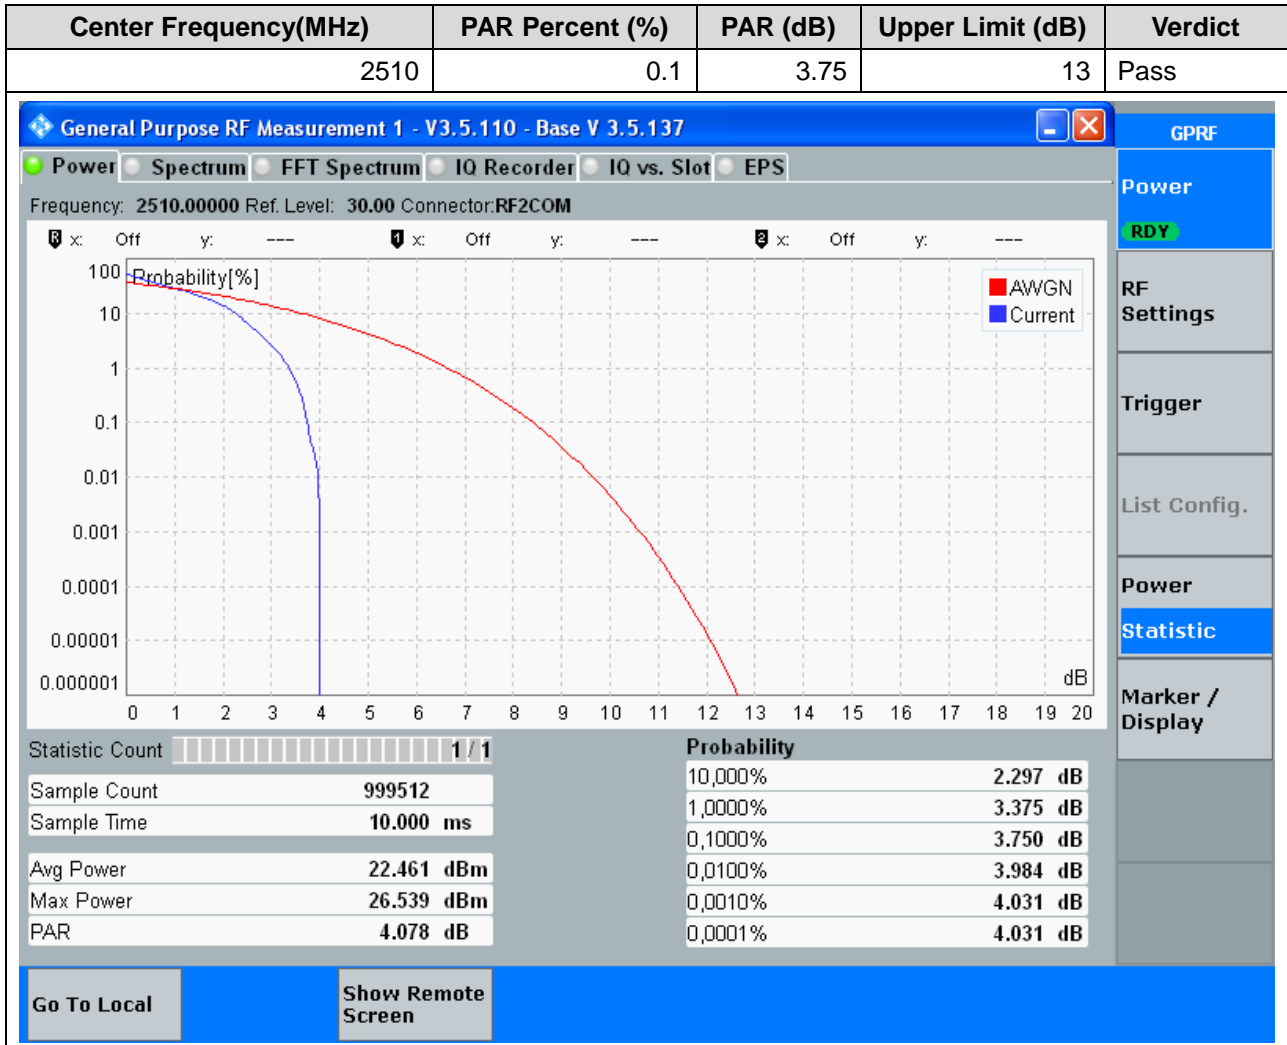 Center Frequency(MHz) PAR Percent (%) PAR (dB) Upper Limit (dB) Verdict
2510 0.1 3.75 13 Pass
General Purpose RF Measurement 1 - V3.5.110 - Base V 3.5.137
GPRF
Power Spectrum FFT Spectrum IQ Recorder IQ vs. Slot EPS
Frequency: 2510.00000 Ref. Level: 30.00 Connector:RF2COM
R x: Off y: --- 1 x: Off y: --- 2 x: Off y: ---
Probability[%]
AWGN
Current
100
10
1
0.1
0.01
0.001
0.0001
0.00001
0.000001
dB
0 1 2 3 4 5 6 7 8 9 10 11 12 13 14 15 16 17 18 19 20
Statistic Count 1 / 1
Sample Count 999512
Sample Time 10.000 ms
Avg Power 22.461 dBm
Max Power 26.539 dBm
PAR 4.078 dB
Probability
10,000% 2.297 dB
1,0000% 3.375 dB
0,1000% 3.750 dB
0,0100% 3.984 dB
0,0010% 4.031 dB
0,0001% 4.031 dB
Power
RDY
RF
Settings
Trigger
List Config.
Power
Statistic
Marker /
Display
Go To Local
Show Remote
Screen